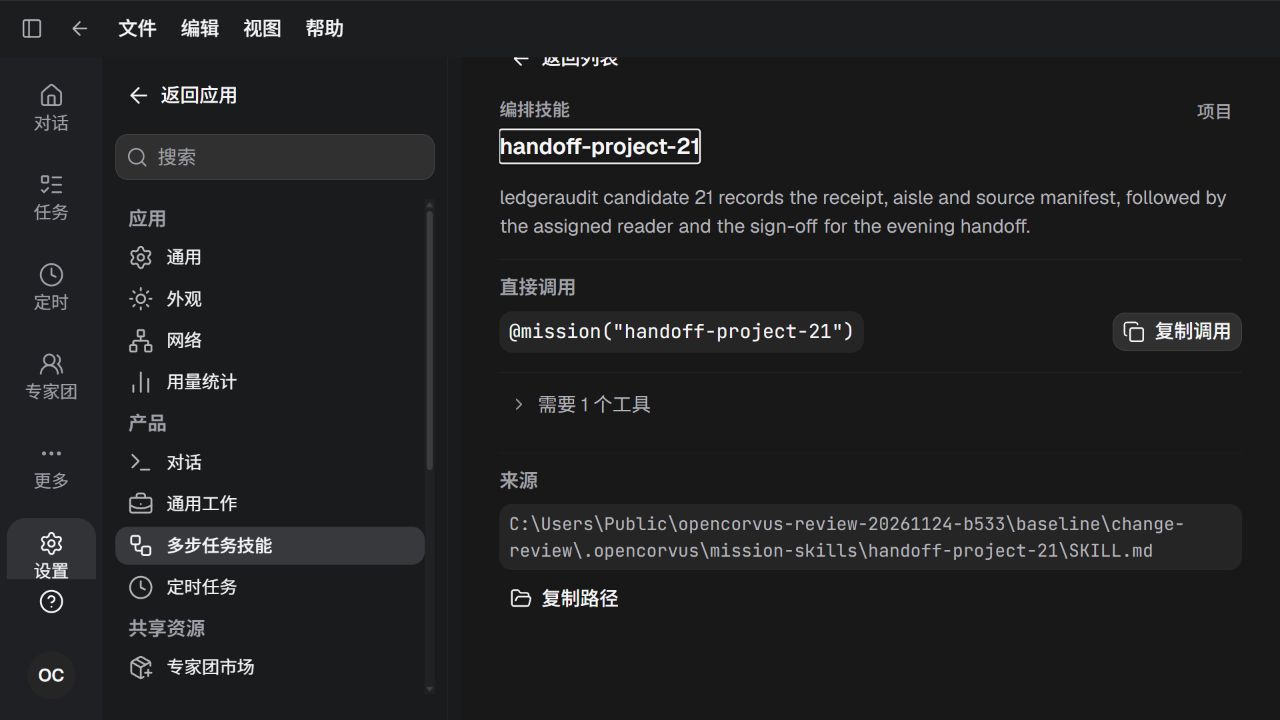 文件 编辑 视图 帮助
对话
任务
定时
专家团
更多
设置
OC
返回应用
搜索
应用
通用
外观
网络
用量统计
产品
对话
通用工作
多步任务技能
定时任务
共享资源
专家团市场
返回列表
编排技能
项目
handoff-project-21
ledgeraudit candidate 21 records the receipt, aisle and source manifest, followed by
the assigned reader and the sign-off for the evening handoff.
直接调用
@mission("handoff-project-21")
复制调用
需要 1 个工具
来源
C:\Users\Public\opencorvus-review-20261124-b533\baseline\change-
review\.opencorvus\mission-skills\handoff-project-21\SKILL.md
复制路径